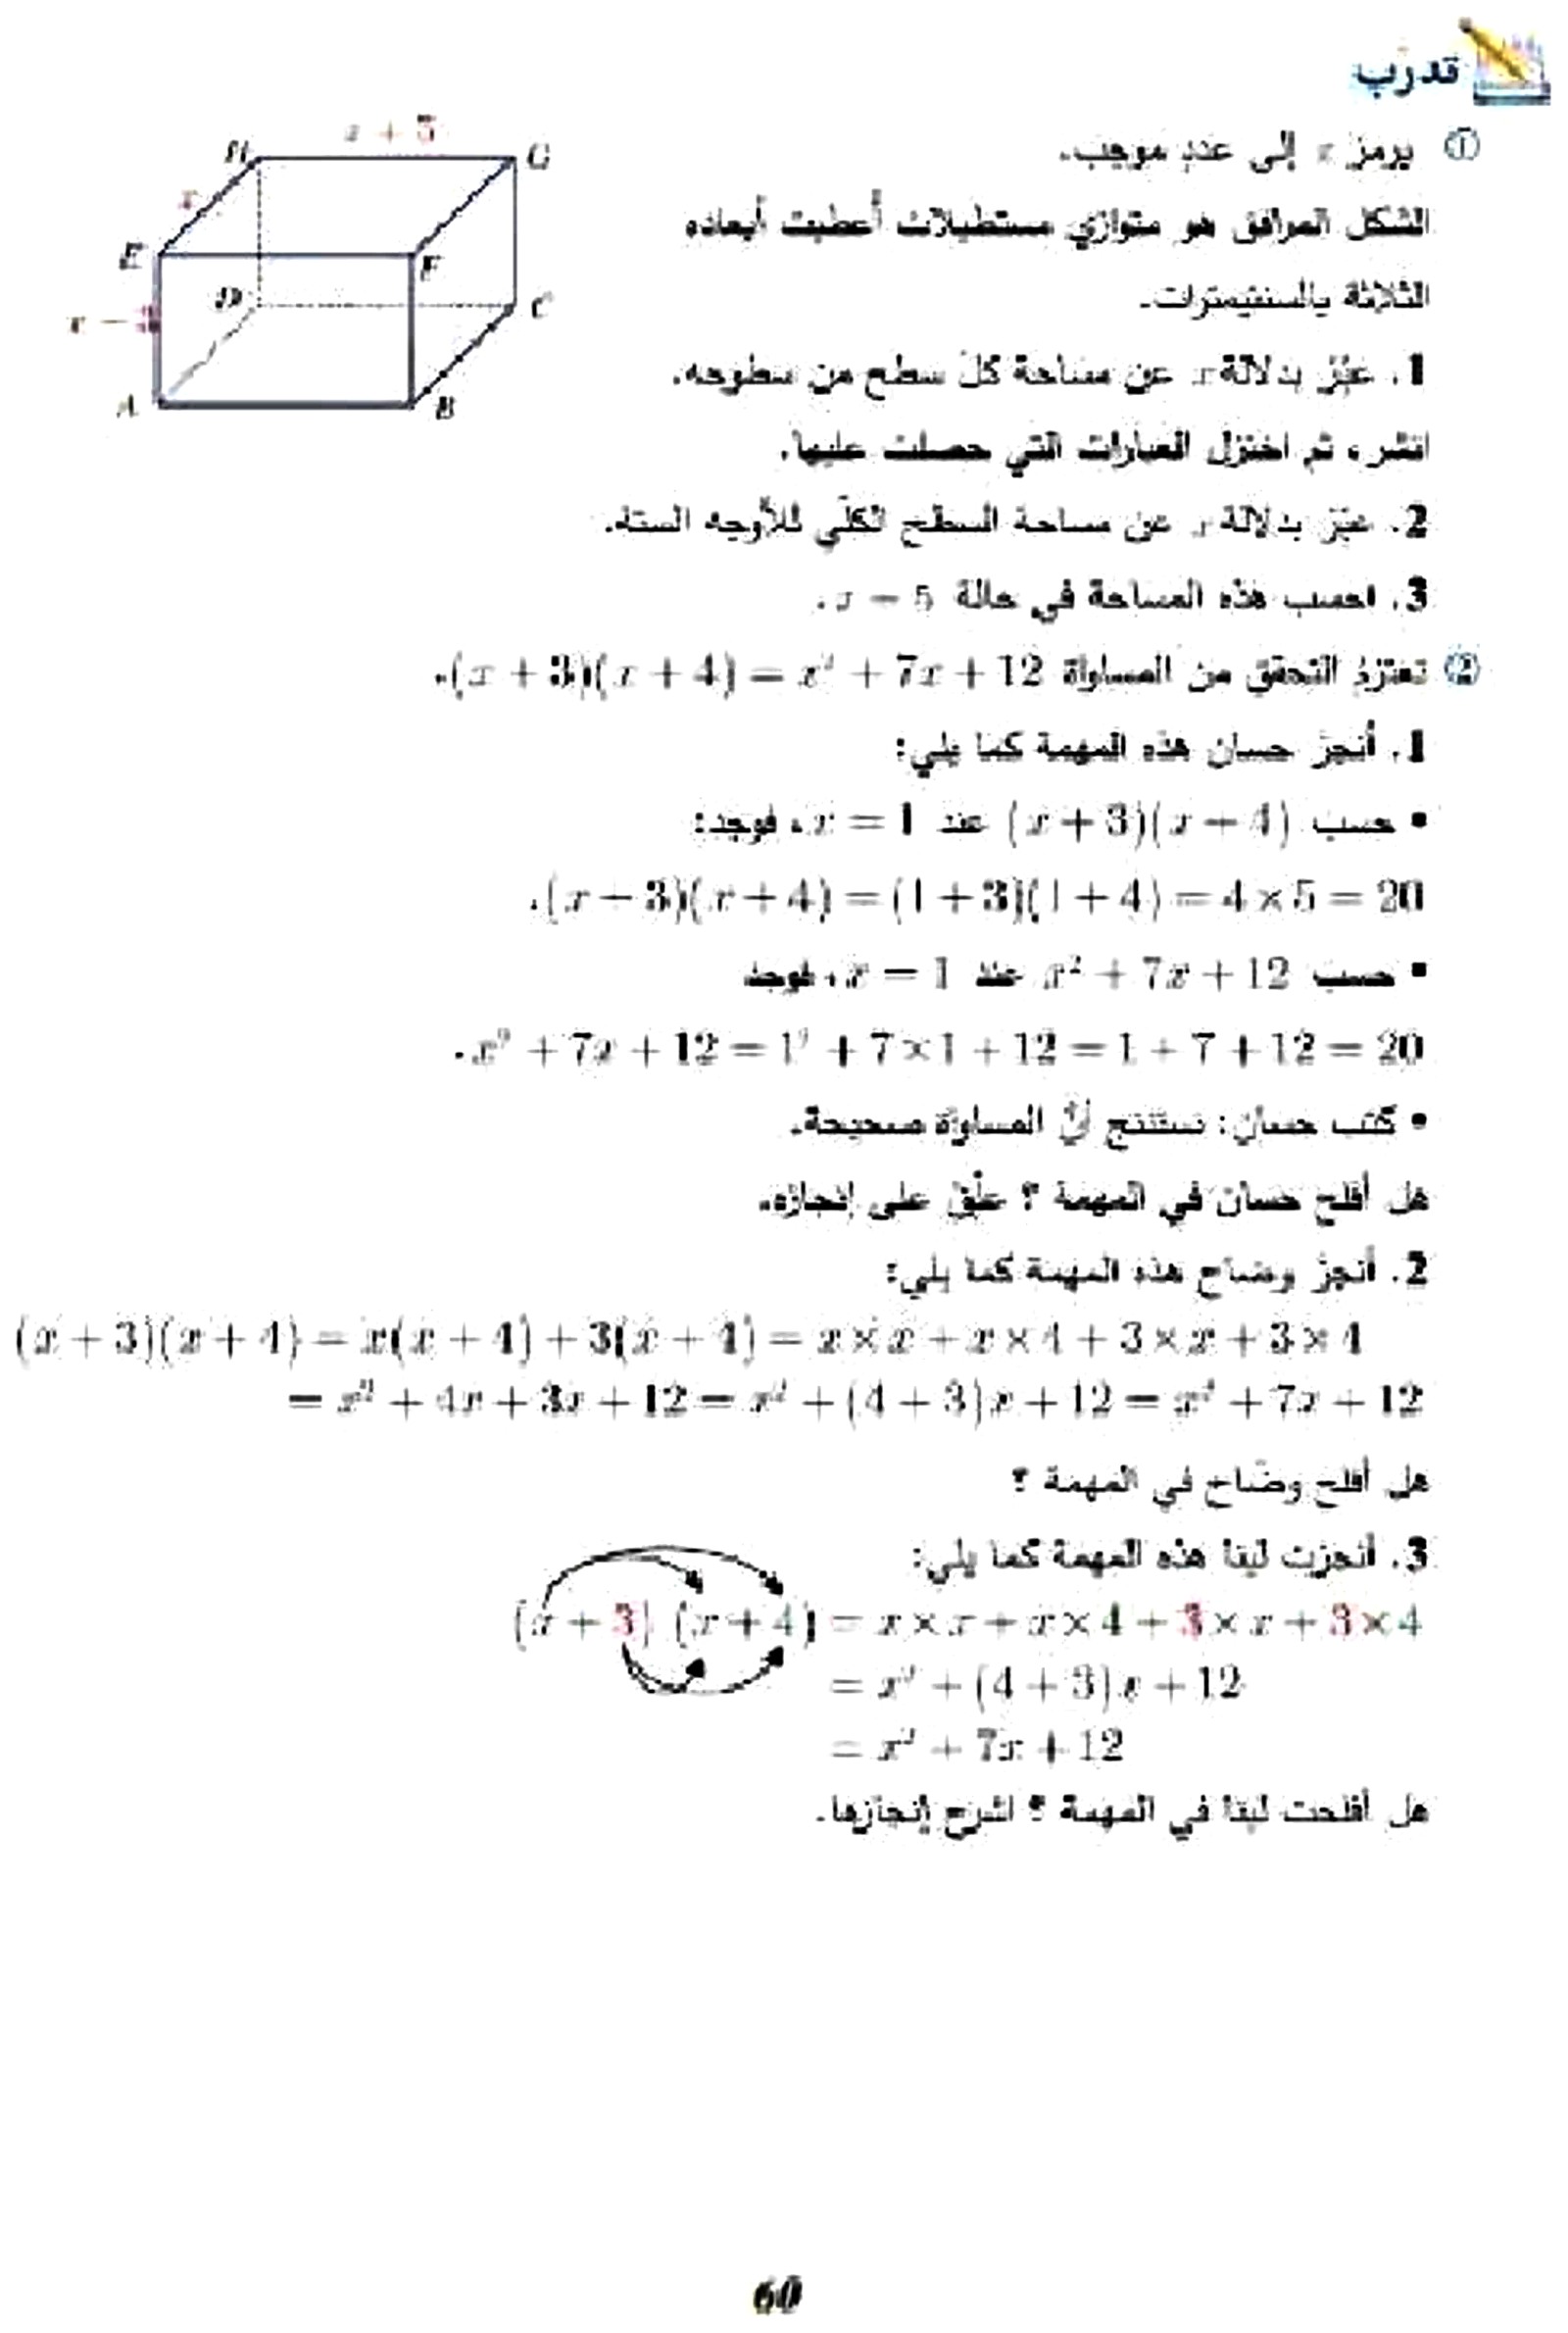 تدرّب
① يرمز x إلى عددٍ موجب.
الشكل المرافق هو متوازي مستطيلات أُعطيت أبعاده
الثلاثة بالسنتيمترات.
x + 5
H
G
x
E
F
D
C
A
B
1. عبّر بدلالة x عن مساحة كلّ سطح من سطوحه.
انشر، ثم اختزل العبارات التي حصلت عليها.
2. عبّر بدلالة x عن مساحة السطح الكلّي للأوجه الستة.
3. احسب هذه المساحة في حالة x = 5 .
② نعتزمُ التحقق من المساواة (x + 3)(x + 4) = x² + 7x + 12.
1. أنجزَ حسان هذه المهمة كما يلي:
• حسب (x + 3)(x + 4) عند x = 1، فوجد:
(x + 3)(x + 4) = (1 + 3)(1 + 4) = 4 × 5 = 20.
• حسب x² + 7x + 12 عند x = 1، فوجد
x² + 7x + 12 = 1² + 7 × 1 + 12 = 1 + 7 + 12 = 20.
• كتب حسان: نستنتج أنَّ المساواة صحيحة.
هل أفلح حسان في المهمة ؟ علّق على إنجازه.
2. أنجزَ وضاح هذه المهمة كما يلي:
(x + 3)(x + 4) = x(x + 4) + 3(x + 4) = x × x + x × 4 + 3 × x + 3 × 4
= x² + 4x + 3x + 12 = x² + (4 + 3)x + 12 = x² + 7x + 12
هل أفلح وضّاح في المهمة ؟
3. أنجزت لينا هذه المهمة كما يلي:
(x + 3) (x + 4) = x × x + x × 4 + 3 × x + 3 × 4
= x² + (4 + 3)x + 12
= x² + 7x + 12
هل أفلحت لينا في المهمة ؟ اشرح إنجازها.
60